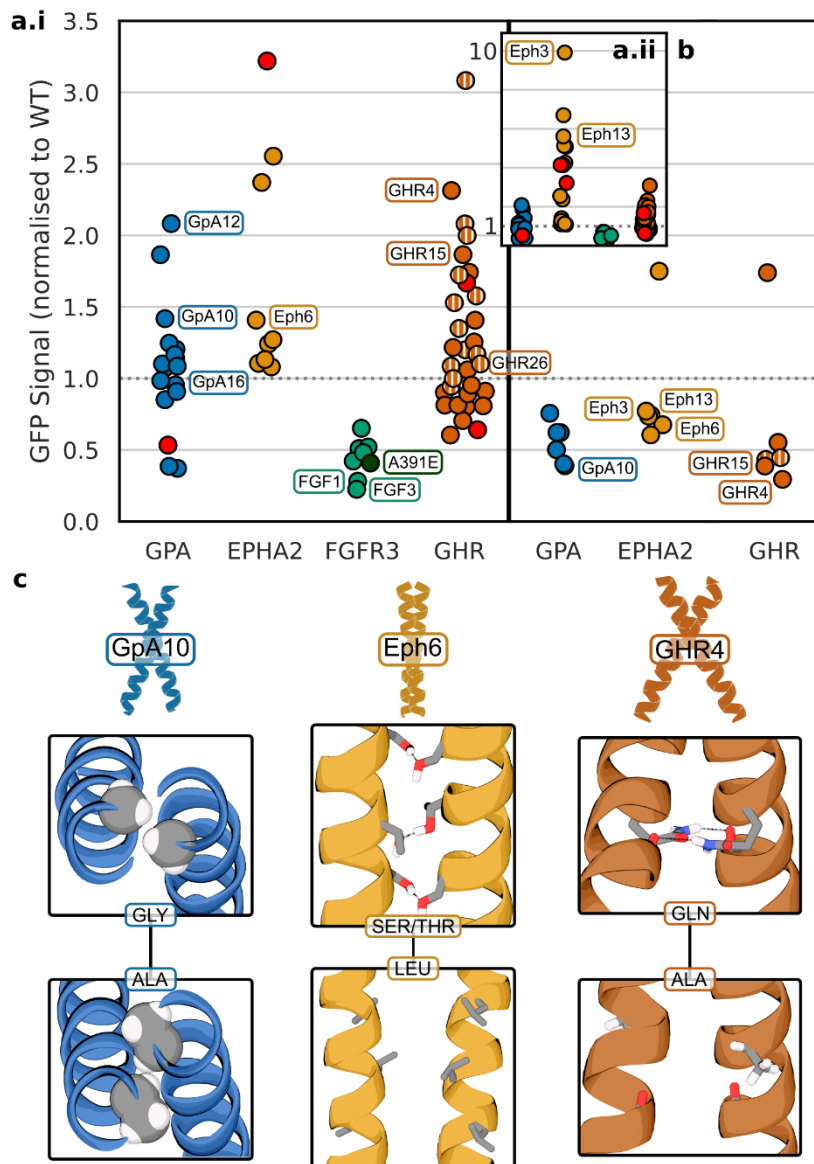 a.i
a.ii
b
GFP Signal (normalised to WT)
3.5
3.0
2.5
2.0
1.5
1.0
0.5
0.0
10
1
Eph3
Eph13
GpA12
GpA10
GpA16
Eph6
FGF1
FGF3
A391E
GHR4
GHR15
GHR26
GpA10
Eph3
Eph13
Eph6
GHR15
GHR4
GPA EPHA2 FGFR3 GHR GPA EPHA2 GHR
c
GpA10 Eph6 GHR4
GLY SER/THR GLN
ALA LEU ALA